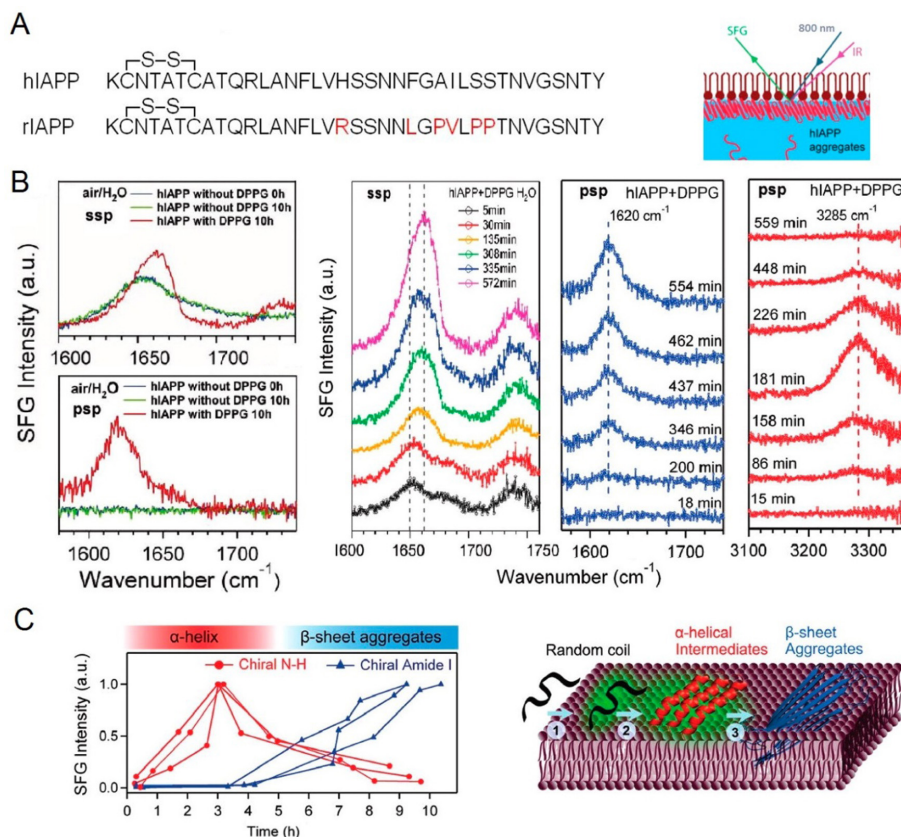 A
S–S
hIAPP KCNTATCATQRLANFLVHSSNNFGAILSSTNVGSNTY
S–S
rIAPP KCNTATCATQRLANFLVRSSNNLGPVLPPTNVGSNTY
SFG
800 nm
IR
hIAPP
aggregates
B
SFG Intensity (a.u.)
air/H₂O
ssp
hIAPP without DPPG 0h
hIAPP without DPPG 10h
hIAPP with DPPG 10h
1600 1650 1700
air/H₂O
psp
hIAPP without DPPG 0h
hIAPP without DPPG 10h
hIAPP with DPPG 10h
1600 1650 1700
Wavenumber (cm⁻¹)
SFG Intensity (a.u.)
ssp hIAPP+DPPG H₂O
5min
30min
135min
308min
335min
572min
1600 1650 1700 1750
psp hIAPP+DPPG
1620 cm⁻¹
554 min
462 min
437 min
346 min
200 min
18 min
1600 1700
Wavenumber (cm⁻¹)
psp hIAPP+DPPG
3285 cm⁻¹
559 min
448 min
226 min
181 min
158 min
86 min
15 min
3100 3200 3300
C
α-helix β-sheet aggregates
Chiral N-H Chiral Amide I
SFG Intensity (a.u.)
1.0
0.5
0.0
0 1 2 3 4 5 6 7 8 9 10
Time (h)
Random coil
α-helical
Intermediates
β-sheet
Aggregates
1 2 3